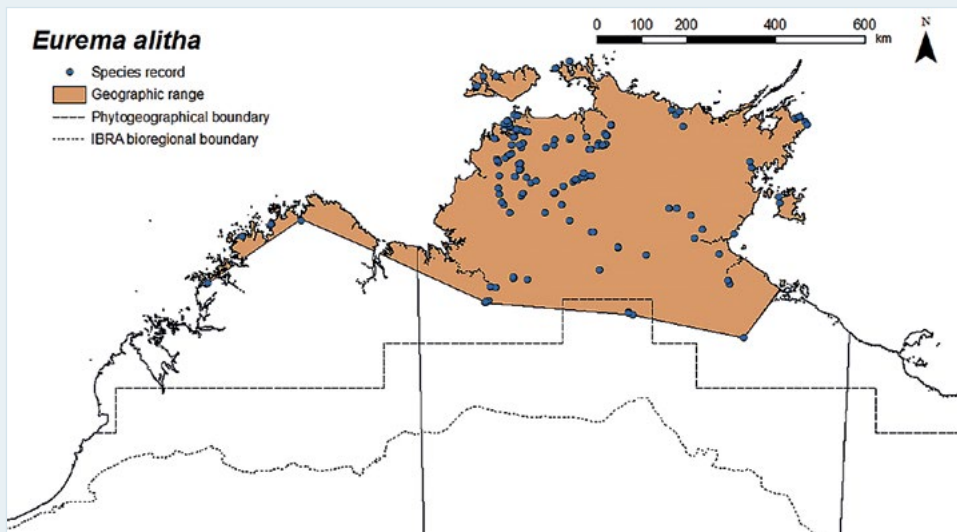 Eurema alitha
Species record
Geographic range
Phytogeographical boundary
IBRA bioregional boundary
0 100 200 400 600
km
N